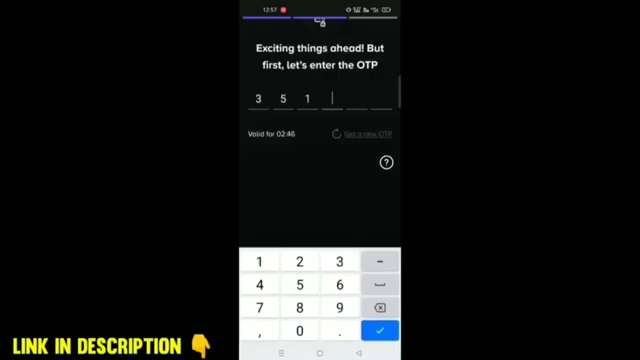 12:57
Exciting things ahead! But
first, let's enter the OTP
3 5 1
Valid for 02:46
Get a new OTP
?
1 2 3 -
4 5 6
7 8 9
, 0 .
LINK IN DESCRIPTION 👇